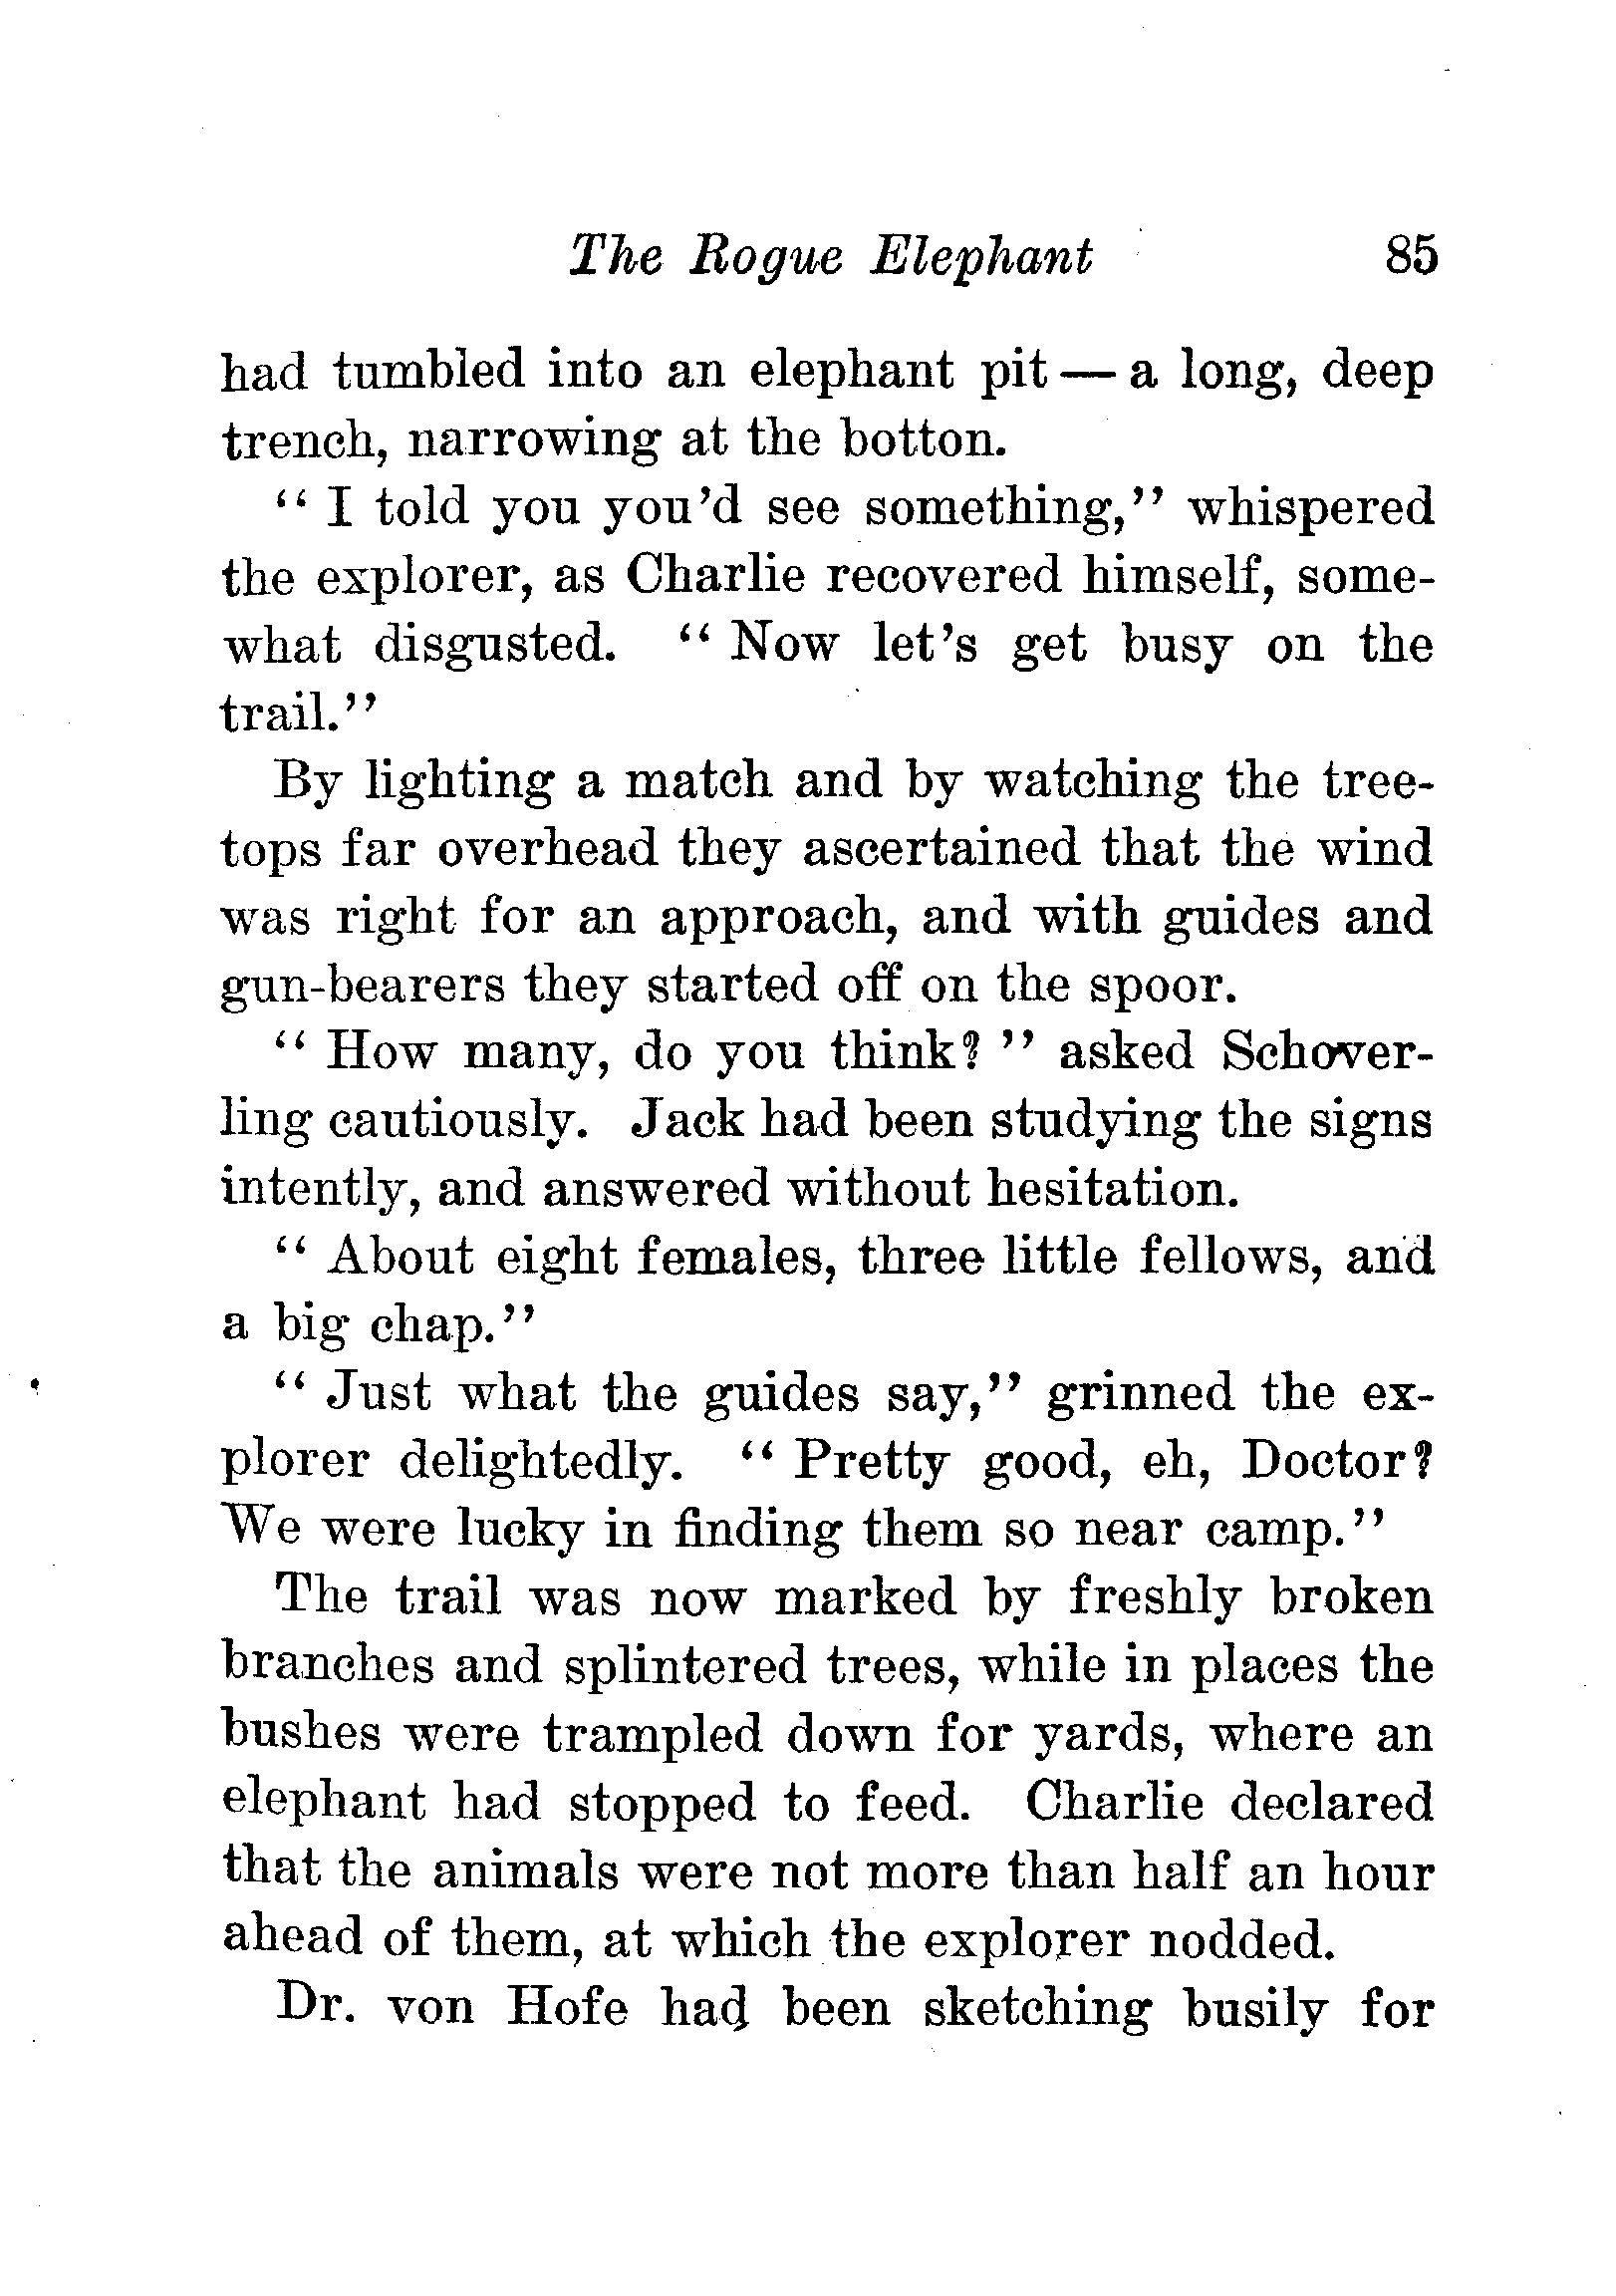 The Rogue Elephant 85
had tumbled into an elephant pit — a long, deep
trench, narrowing at the botton.
"I told you you'd see something," whispered
the explorer, as Charlie recovered himself, some-
what disgusted. "Now let's get busy on the
trail."
By lighting a match and by watching the tree-
tops far overhead they ascertained that the wind
was right for an approach, and with guides and
gun-bearers they started off on the spoor.
"How many, do you think?" asked Schover-
ling cautiously. Jack had been studying the signs
intently, and answered without hesitation.
"About eight females, three little fellows, and
a big chap."
"Just what the guides say," grinned the ex-
plorer delightedly. "Pretty good, eh, Doctor?
We were lucky in finding them so near camp."
The trail was now marked by freshly broken
branches and splintered trees, while in places the
bushes were trampled down for yards, where an
elephant had stopped to feed. Charlie declared
that the animals were not more than half an hour
ahead of them, at which the explorer nodded.
Dr. von Hofe had been sketching busily for